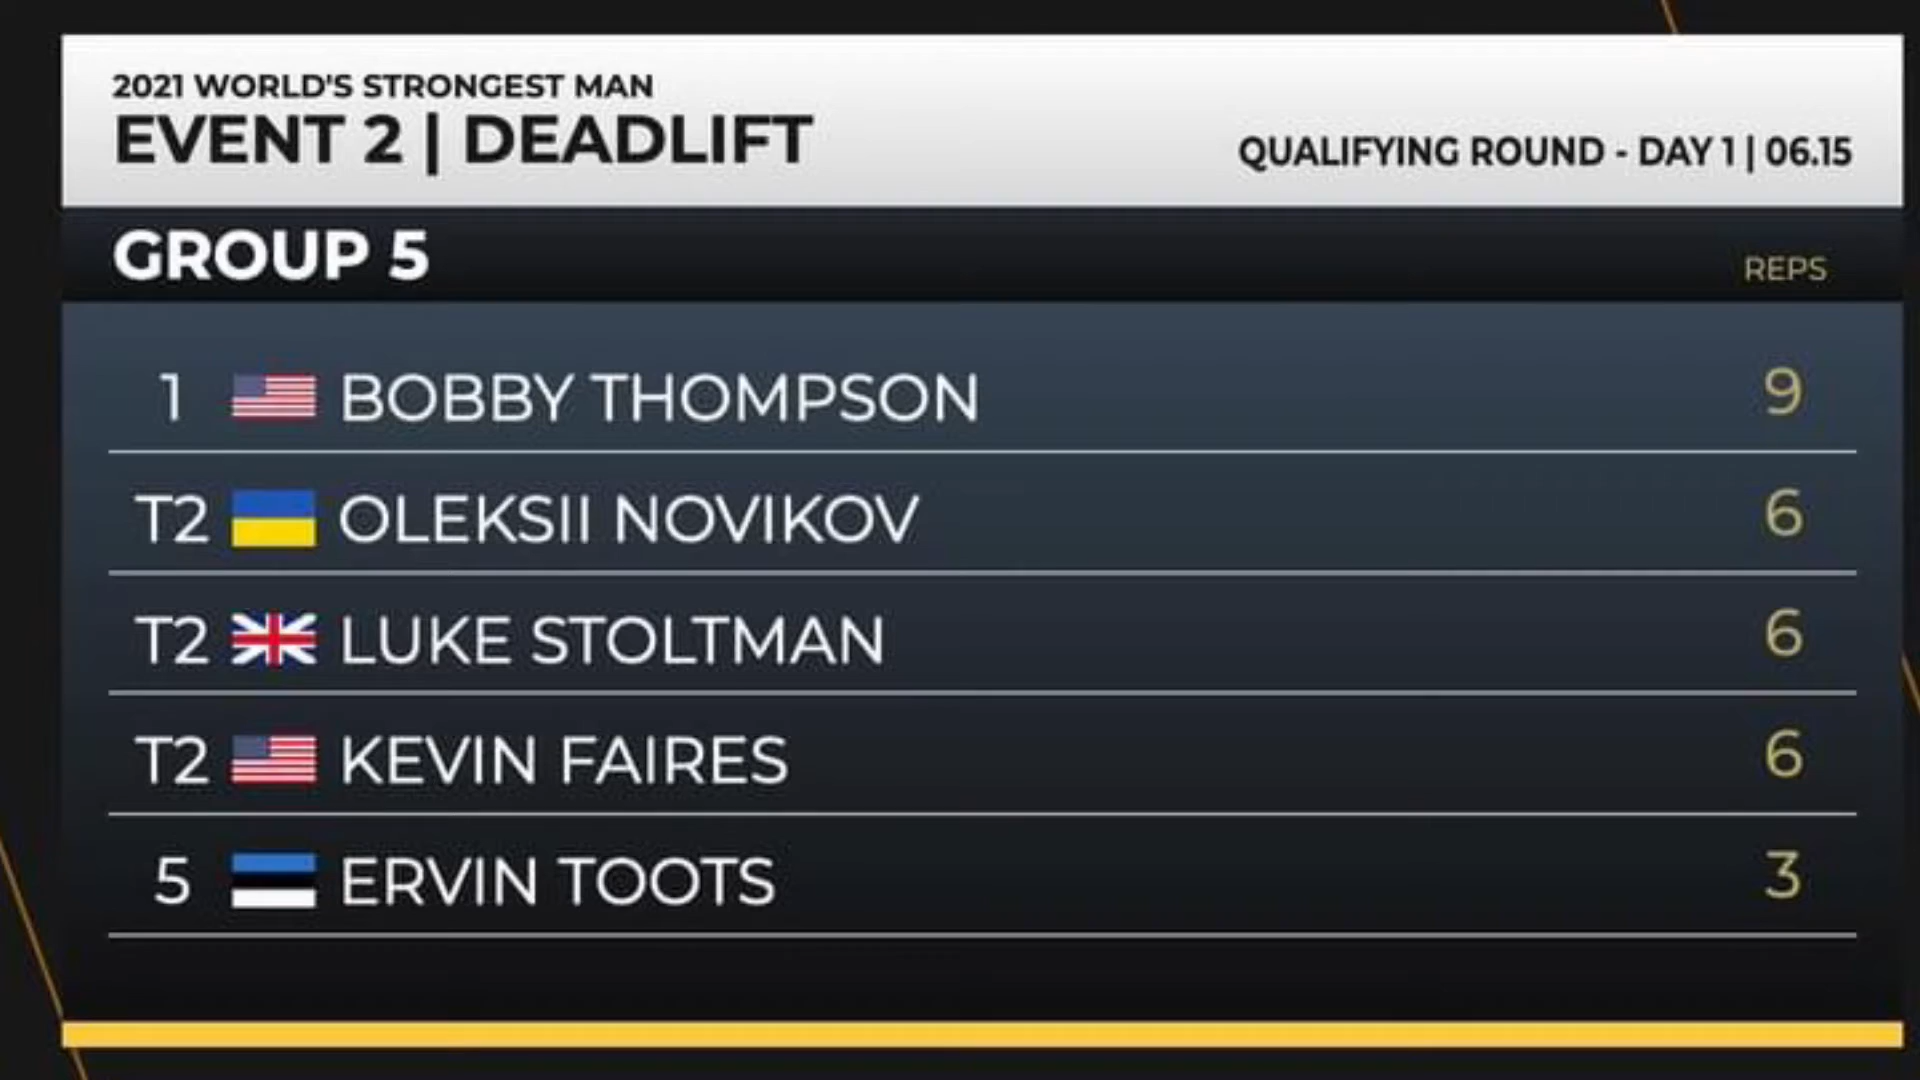 2021 WORLD'S STRONGEST MAN
EVENT 2 | DEADLIFT
QUALIFYING ROUND - DAY 1 | 06.15
GROUP 5
REPS
1 BOBBY THOMPSON 9
T2 OLEKSII NOVIKOV 6
T2 LUKE STOLTMAN 6
T2 KEVIN FAIRES 6
5 ERVIN TOOTS 3